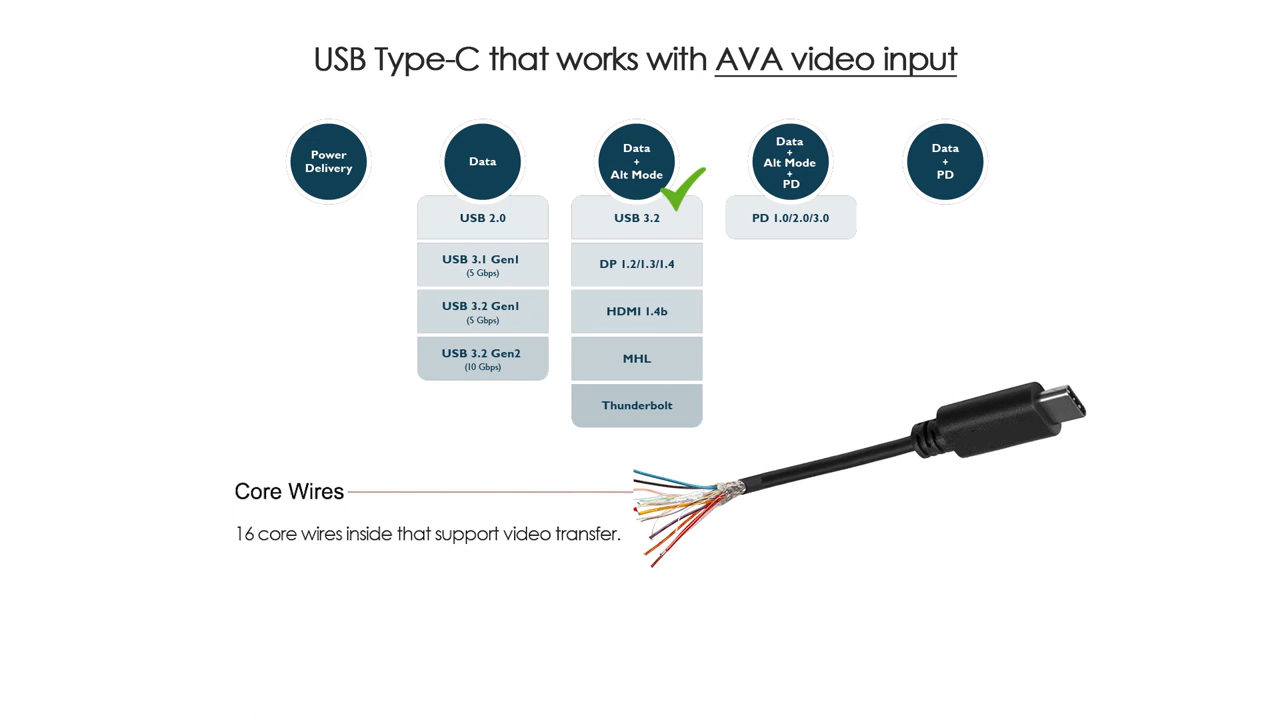 USB Type-C that works with AVA video input
Power
Delivery
Data
Data
+
Alt Mode
Data
+
Alt Mode
+
PD
Data
+
PD
USB 2.0
USB 3.1 Gen1
(5 Gbps)
USB 3.2 Gen1
(5 Gbps)
USB 3.2 Gen2
(10 Gbps)
USB 3.2
DP 1.2/1.3/1.4
HDMI 1.4b
MHL
Thunderbolt
PD 1.0/2.0/3.0
Core Wires
16 core wires inside that support video transfer.